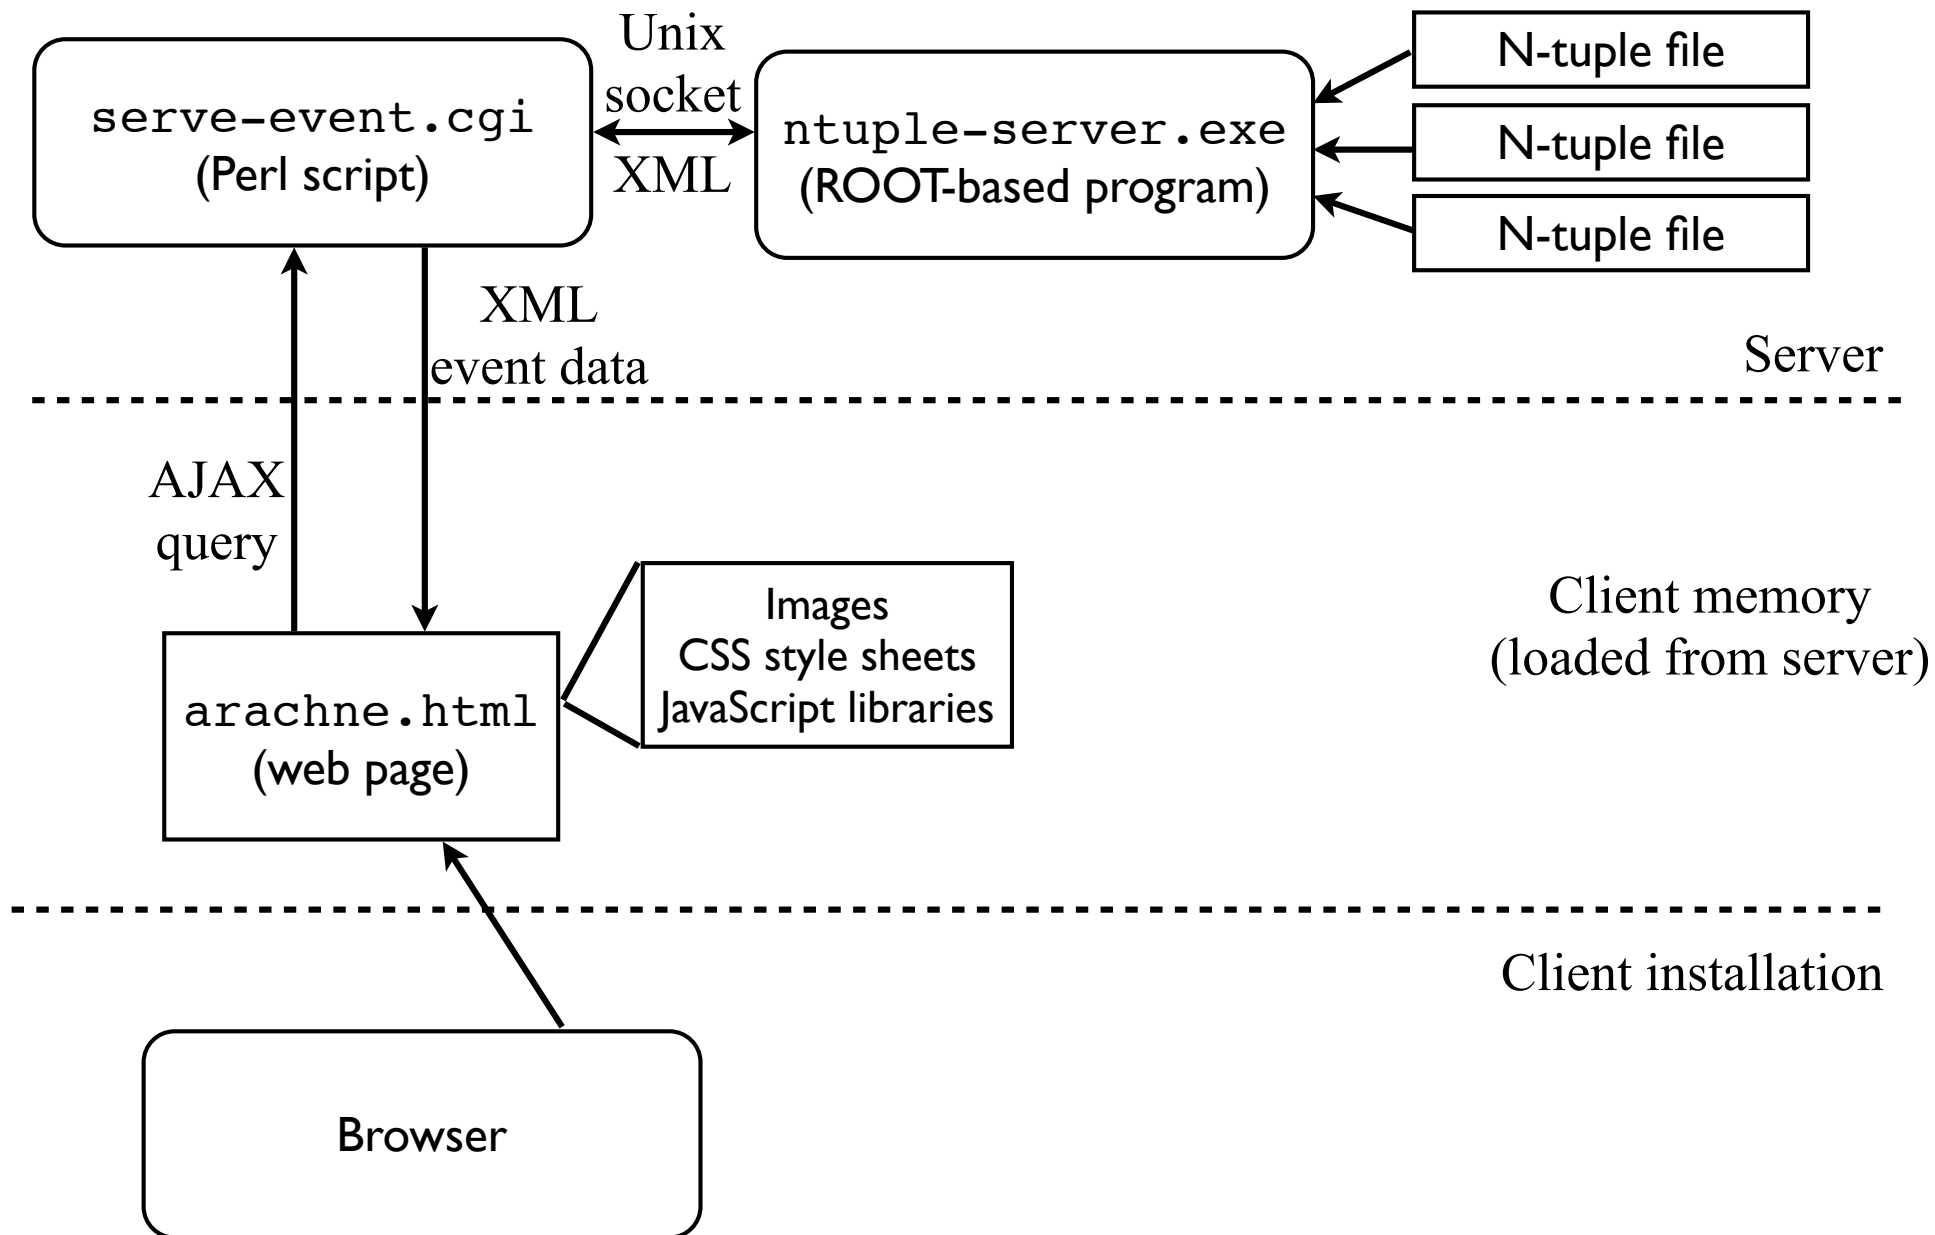 serve-event.cgi
(Perl script)
Unix
socket
XML
ntuple-server.exe
(ROOT-based program)
N-tuple file
N-tuple file
N-tuple file
XML
event data
Server
AJAX
query
Images
CSS style sheets
JavaScript libraries
Client memory
(loaded from server)
arachne.html
(web page)
Client installation
Browser